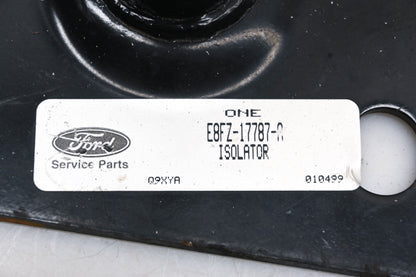 ONE
E8FZ-17787-A
ISOLATOR
Ford
Service Parts
Q9XYA
010499